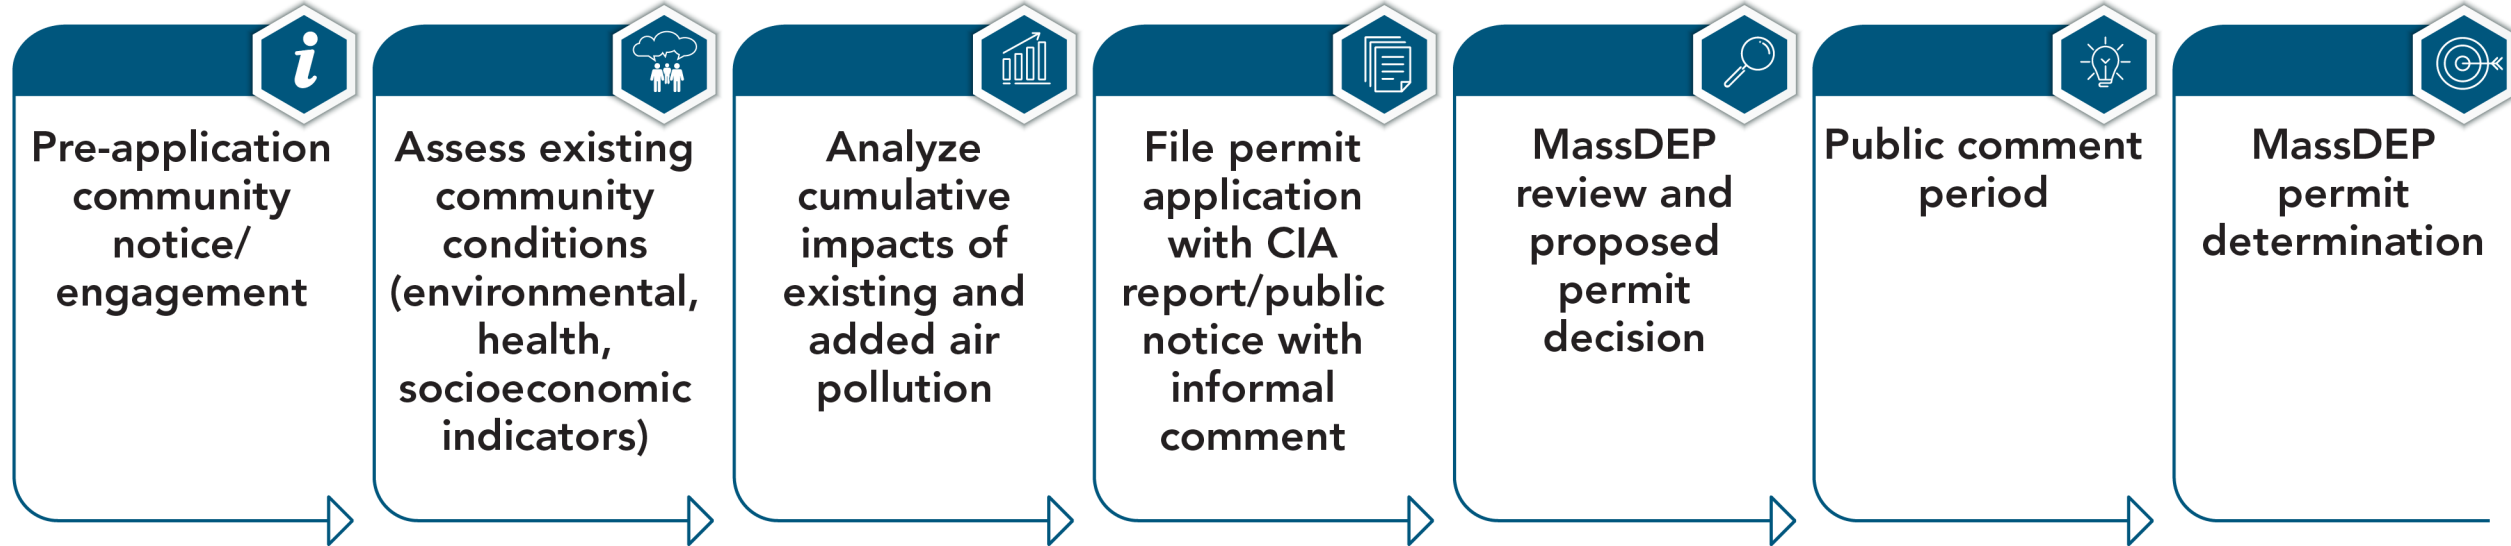 Pre-application
community
notice/
engagement
Assess existing
community
conditions
(environmental,
health,
socioeconomic
indicators)
Analyze
cumulative
impacts of
existing and
added air
pollution
File permit
application
with CIA
report/public
notice with
informal
comment
MassDEP
review and
proposed
permit
decision
Public comment
period
MassDEP
permit
determination